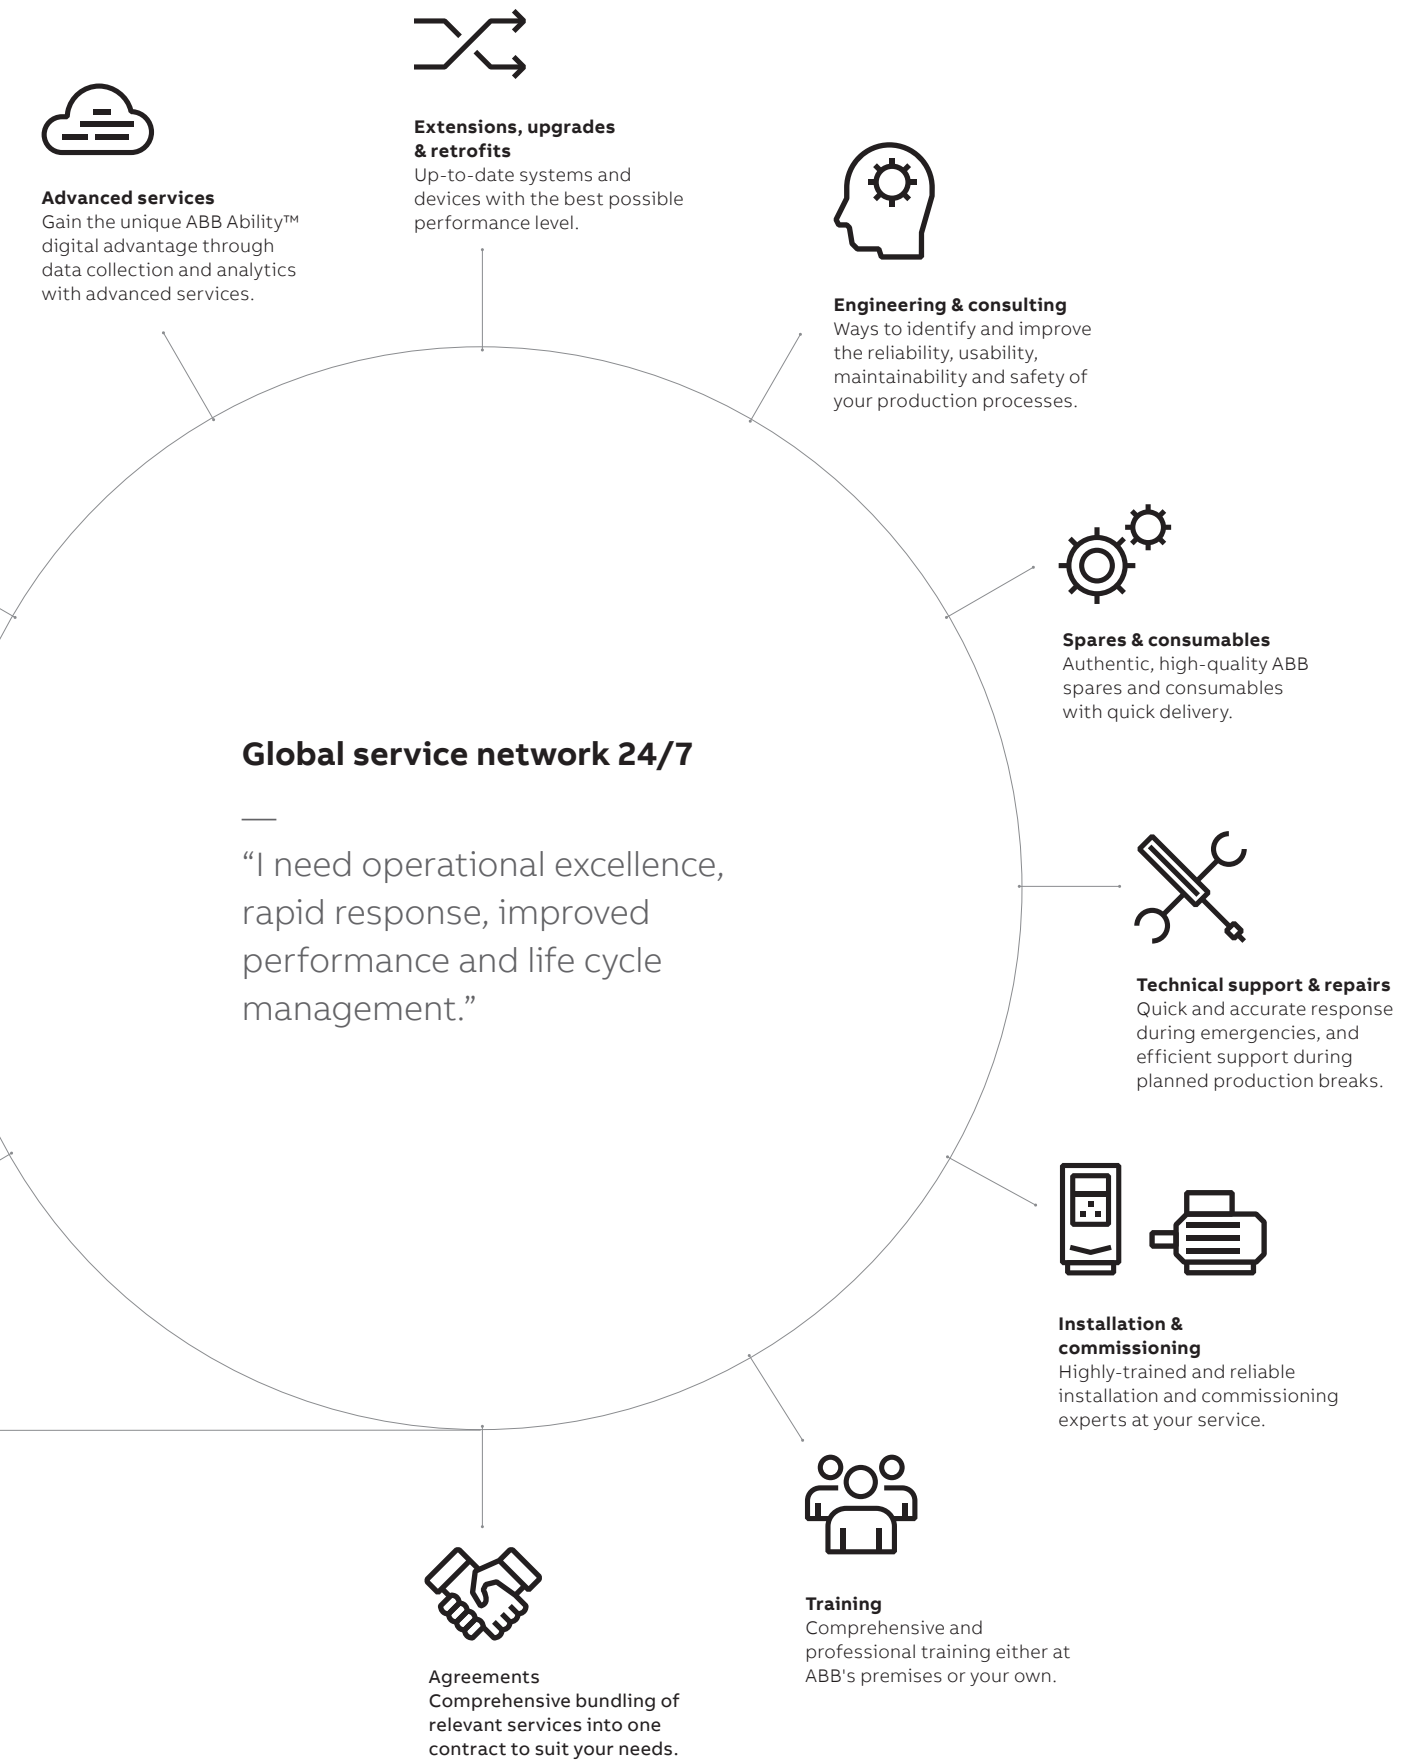 Extensions, upgrades
& retrofits
Up-to-date systems and
devices with the best possible
performance level.
Advanced services
Gain the unique ABB Ability™
digital advantage through
data collection and analytics
with advanced services.
Engineering & consulting
Ways to identify and improve
the reliability, usability,
maintainability and safety of
your production processes.
Spares & consumables
Authentic, high-quality ABB
spares and consumables
with quick delivery.
Global service network 24/7
“I need operational excellence,
rapid response, improved
performance and life cycle
management.”
Technical support & repairs
Quick and accurate response
during emergencies, and
efficient support during
planned production breaks.
Installation &
commissioning
Highly-trained and reliable
installation and commissioning
experts at your service.
Training
Comprehensive and
professional training either at
ABB's premises or your own.
Agreements
Comprehensive bundling of
relevant services into one
contract to suit your needs.